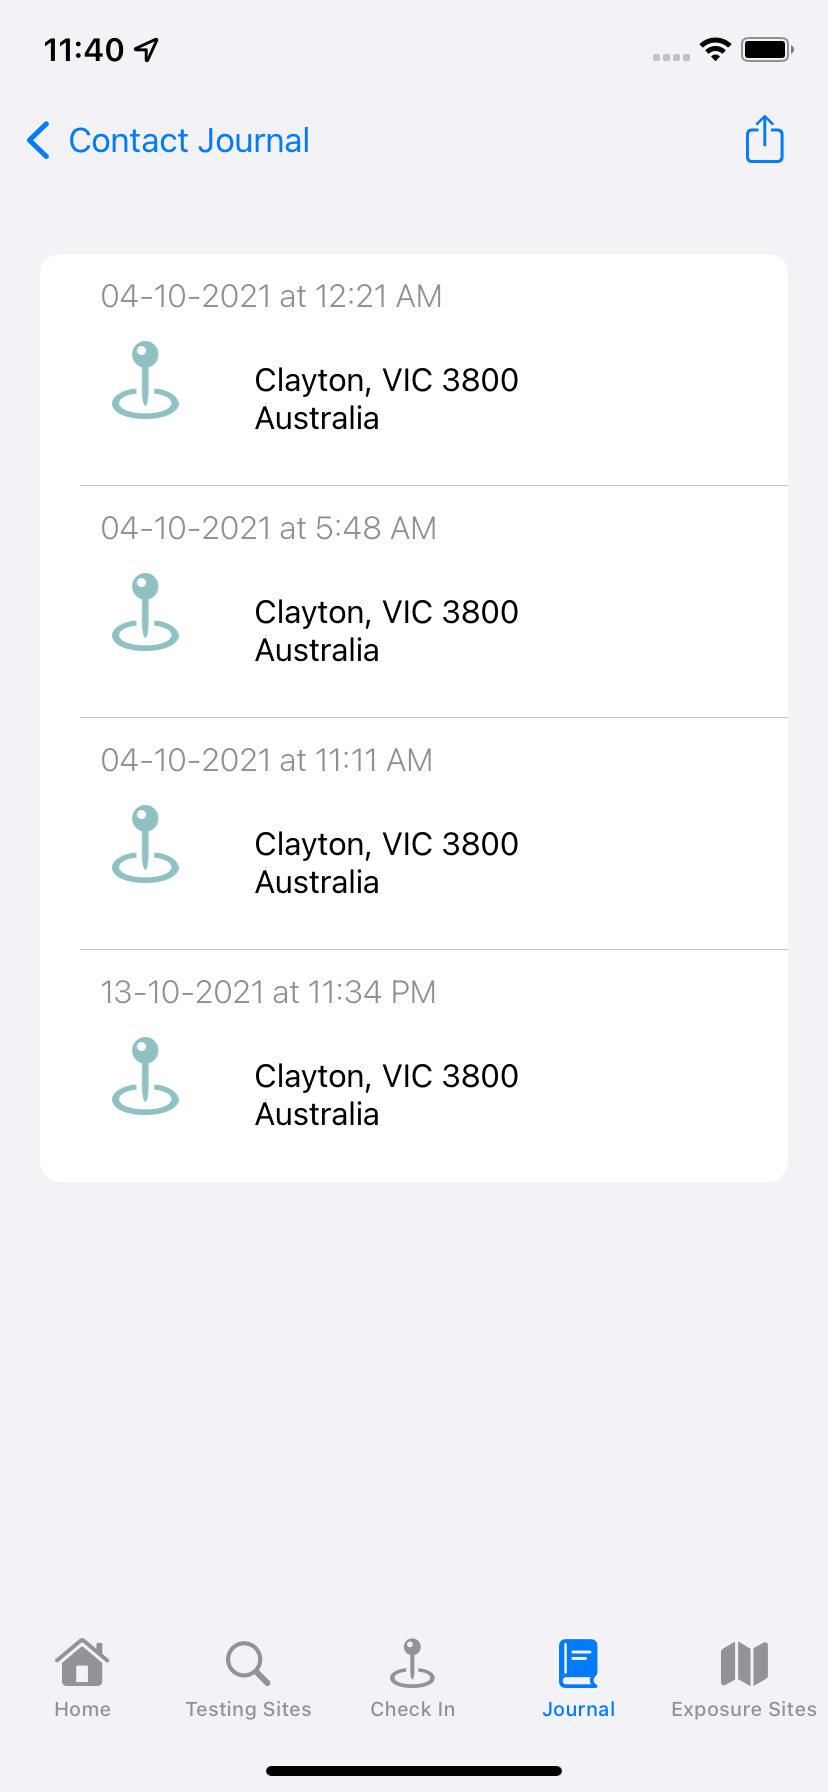 11:40
Contact Journal
04-10-2021 at 12:21 AM
Clayton, VIC 3800
Australia
04-10-2021 at 5:48 AM
Clayton, VIC 3800
Australia
04-10-2021 at 11:11 AM
Clayton, VIC 3800
Australia
13-10-2021 at 11:34 PM
Clayton, VIC 3800
Australia
Home
Testing Sites
Check In
Journal
Exposure Sites